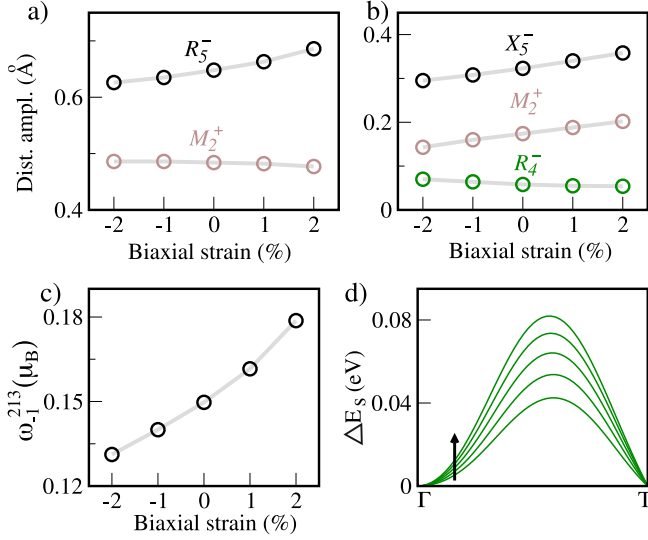 a)
b)
Dist. ampl. (Å)
0.6
0.4
R₅⁻
M₂⁺
-2 -1 0 1 2
Biaxial strain (%)
0.4
0.2
0
X₅⁻
M₂⁺
R₄⁻
-2 -1 0 1 2
Biaxial strain (%)
c)
ω₋₁²¹³(μ_B)
0.18
0.15
0.12
-2 -1 0 1 2
Biaxial strain (%)
d)
△E_s (eV)
0.08
0.04
0
Γ T